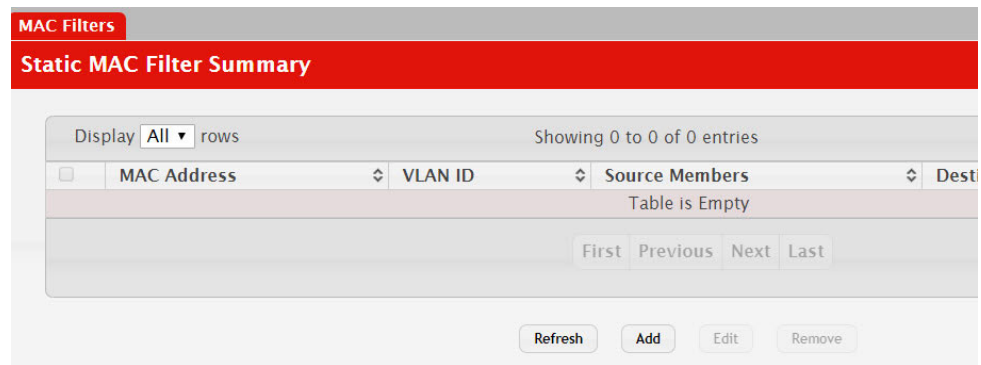 MAC Filters
Static MAC Filter Summary
Display All rows Showing 0 to 0 of 0 entries
MAC Address VLAN ID Source Members Desti
Table is Empty
First Previous Next Last
Refresh Add Edit Remove